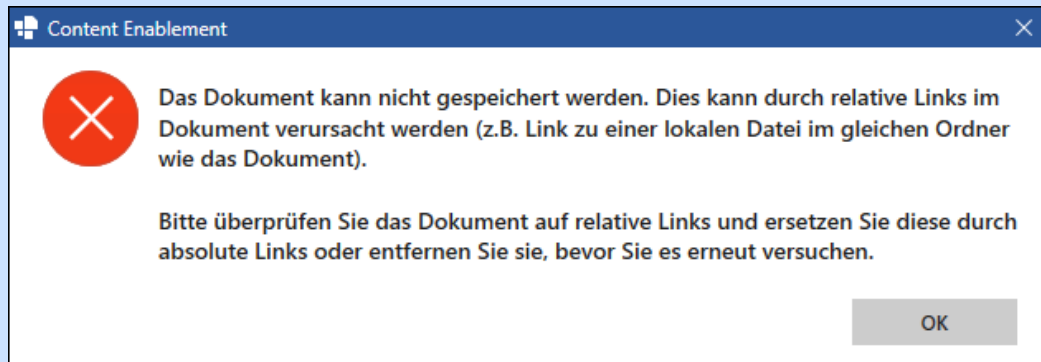 Content Enablement
Das Dokument kann nicht gespeichert werden. Dies kann durch relative Links im
Dokument verursacht werden (z.B. Link zu einer lokalen Datei im gleichen Ordner
wie das Dokument).
Bitte überprüfen Sie das Dokument auf relative Links und ersetzen Sie diese durch
absolute Links oder entfernen Sie sie, bevor Sie es erneut versuchen.
OK